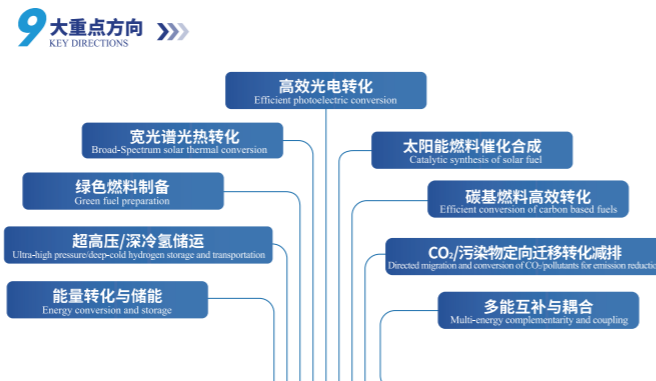 9大重点方向
KEY DIRECTIONS
高效光电转化
Efficient photoelectric conversion
宽光谱光热转化
Broad-Spectrum solar thermal conversion
太阳能燃料催化合成
Catalytic synthesis of solar fuel
绿色燃料制备
Green fuel preparation
碳基燃料高效转化
Efficient conversion of carbon based fuels
超高压/深冷氢储运
Ultra-high pressure/deep-cold hydrogen storage and transportation
CO₂/污染物定向迁移转化减排
Directed migration and conversion of CO₂/pollutants for emission reductio
能量转化与储能
Energy conversion and storage
多能互补与耦合
Multi-energy complementarity and coupling